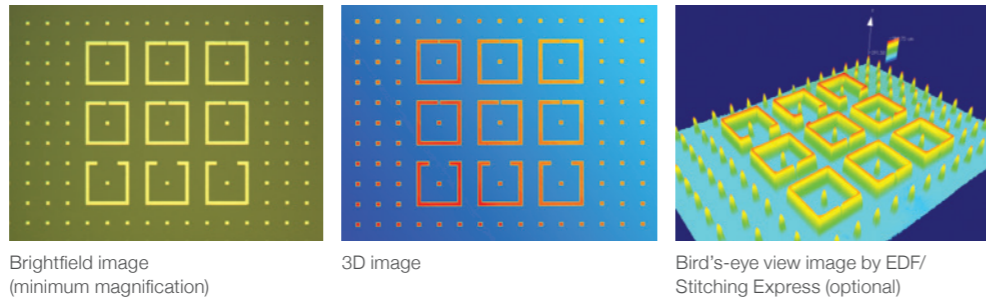 Brightfield image
(minimum magnification)
3D image
Bird's-eye view image by EDF/
Stitching Express (optional)